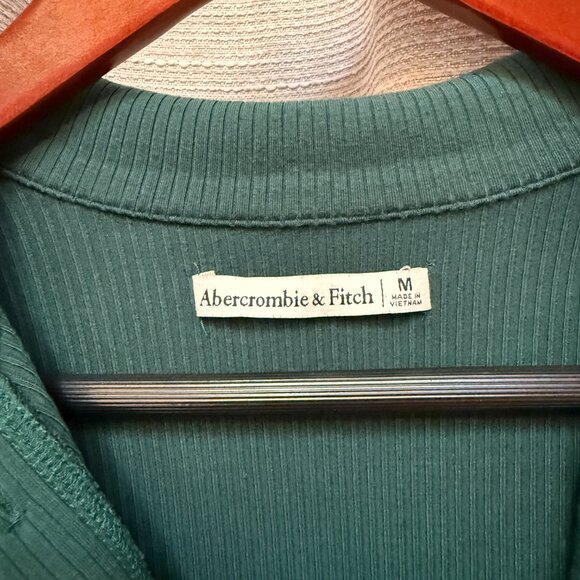 Abercrombie & Fitch
M
MADE IN
VIETNAM